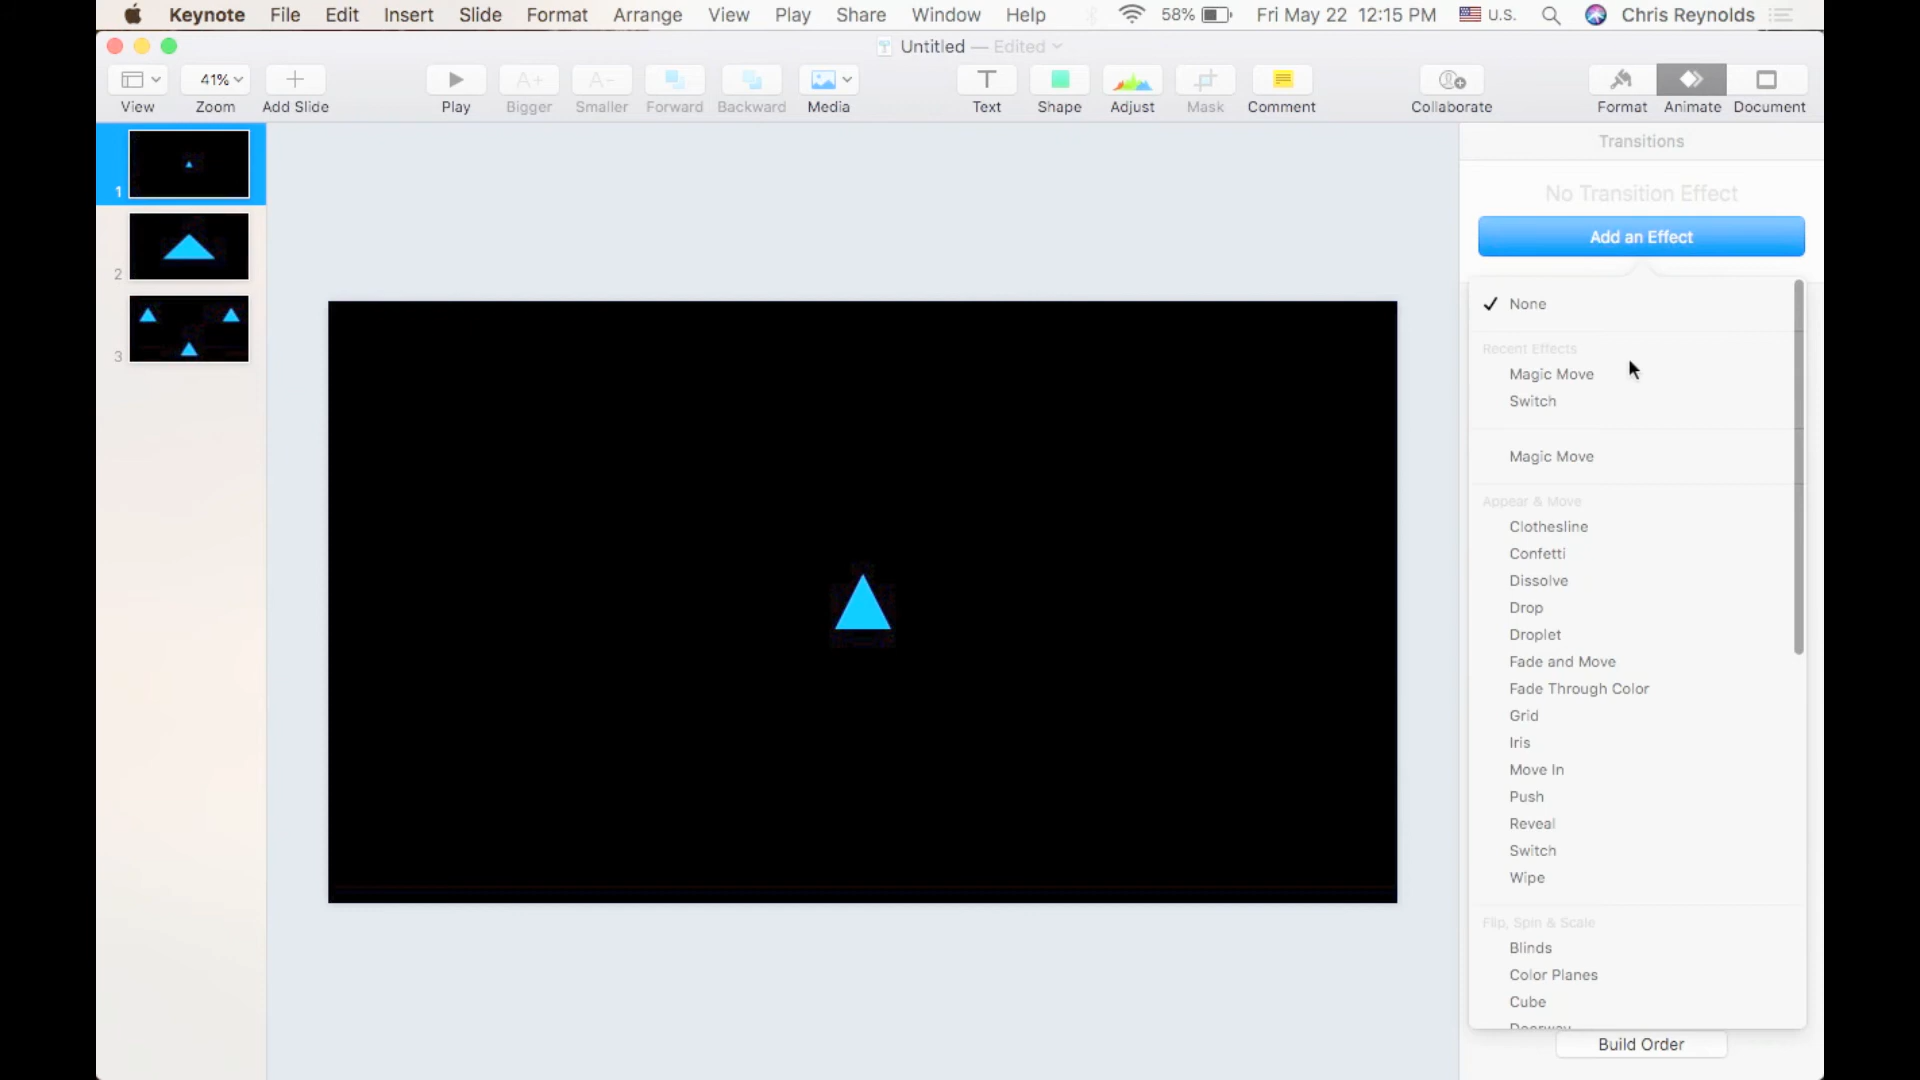 Keynote File Edit Insert Slide Format Arrange View Play Share Window Help 58% Fri May 22 12:15 PM U.S. Chris Reynolds
Untitled — Edited
41%
View Zoom Add Slide Play Bigger Smaller Forward Backward Media Text Shape Adjust Mask Comment Collaborate Format Animate Document
1
2
3
Transitions
No Transition Effect
Add an Effect
✓ None
Recent Effects
Magic Move
Switch
Magic Move
Appear & Move
Clothesline
Confetti
Dissolve
Drop
Droplet
Fade and Move
Fade Through Color
Grid
Iris
Move In
Push
Reveal
Switch
Wipe
Flip, Spin & Scale
Blinds
Color Planes
Cube
Doorway
Build Order